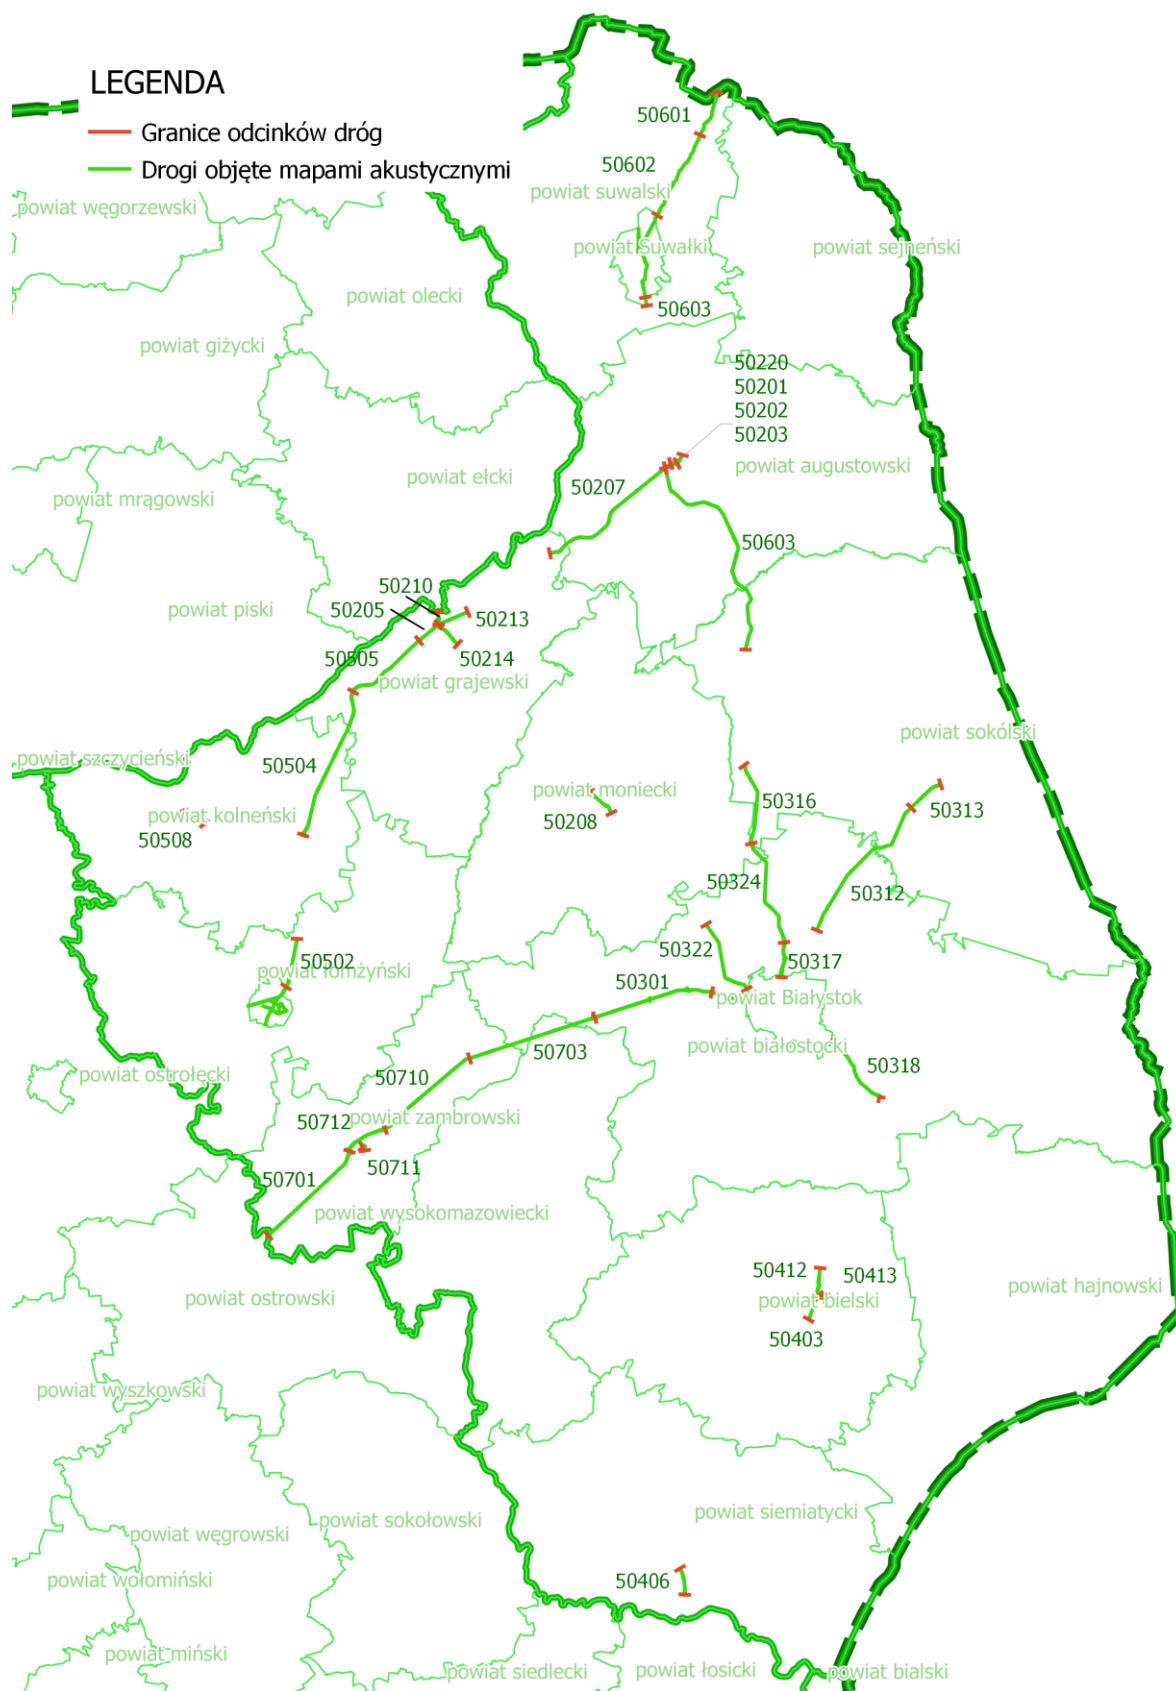 LEGENDA
Granice odcinków dróg
Drogi objęte mapami akustycznymi
50601
50602
powiat suwalski
powiat węgorzewski
powiat Suwałki
powiat sejneński
powiat olecki
50603
powiat giżycki
50220
50201
50202
50203
powiat augustowski
powiat ełcki
50207
powiat mrągowski
50603
50210
50205
powiat piski
50213
50505
50214
powiat grajewski
powiat sokólski
powiat szczycieński
50504
powiat moniecki
50316
50313
powiat kolneński
50208
50508
50324
50312
50322
50502
powiat łomżyński
50317
50301
powiat Białystok
powiat białostocki
50703
powiat ostrołęcki
50710
50318
50712
powiat zambrowski
50711
50701
powiat wysokomazowiecki
50412
50413
powiat hajnowski
powiat ostrowski
powiat bielski
50403
powiat wyszkowski
powiat siemiatycki
powiat sokołowski
powiat węgrowski
powiat wołomiński
50406
powiat miński
powiat siedlecki
powiat łosicki
powiat bialski